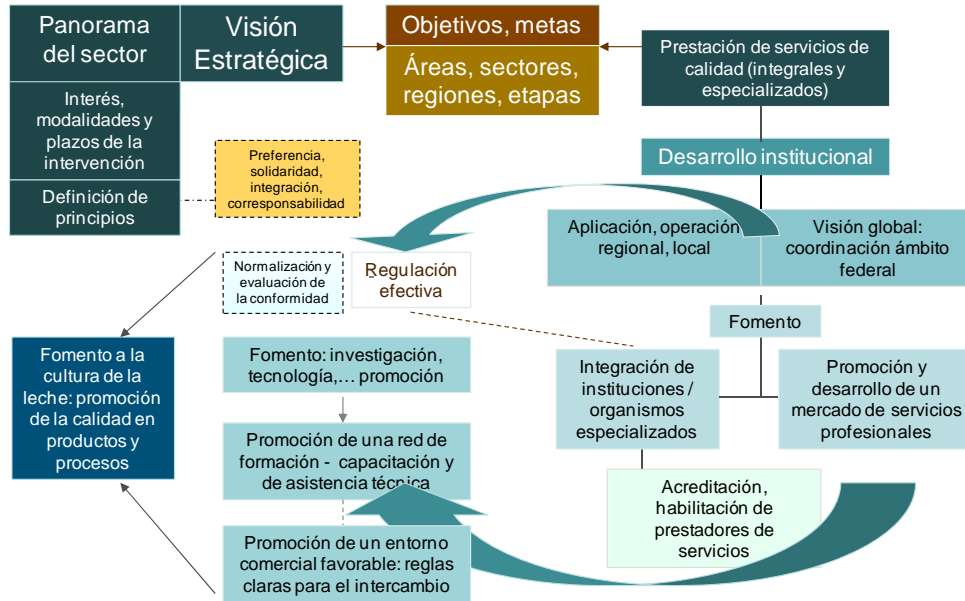 Panorama
del sector
Visión
Estratégica
Objetivos, metas
Áreas, sectores,
regiones, etapas
Prestación de servicios de
calidad (integrales y
especializados)
Interés,
modalidades y
plazos de la
intervención
Definición de
principios
Preferencia,
solidaridad,
integración,
corresponsabilidad
Desarrollo institucional
Aplicación, operación
regional, local
Visión global:
coordinación ámbito
federal
Normalización y
evaluación de
la conformidad
Regulación
efectiva
Fomento
Fomento a la
cultura de la
leche: promoción
de la calidad en
productos y
procesos
Fomento: investigación,
tecnología,... promoción
Integración de
instituciones /
organismos
especializados
Promoción y
desarrollo de un
mercado de servicios
profesionales
Promoción de una red de
formación - capacitación y
de asistencia técnica
Acreditación,
habilitación de
prestadores de
servicios
Promoción de un entorno
comercial favorable: reglas
claras para el intercambio